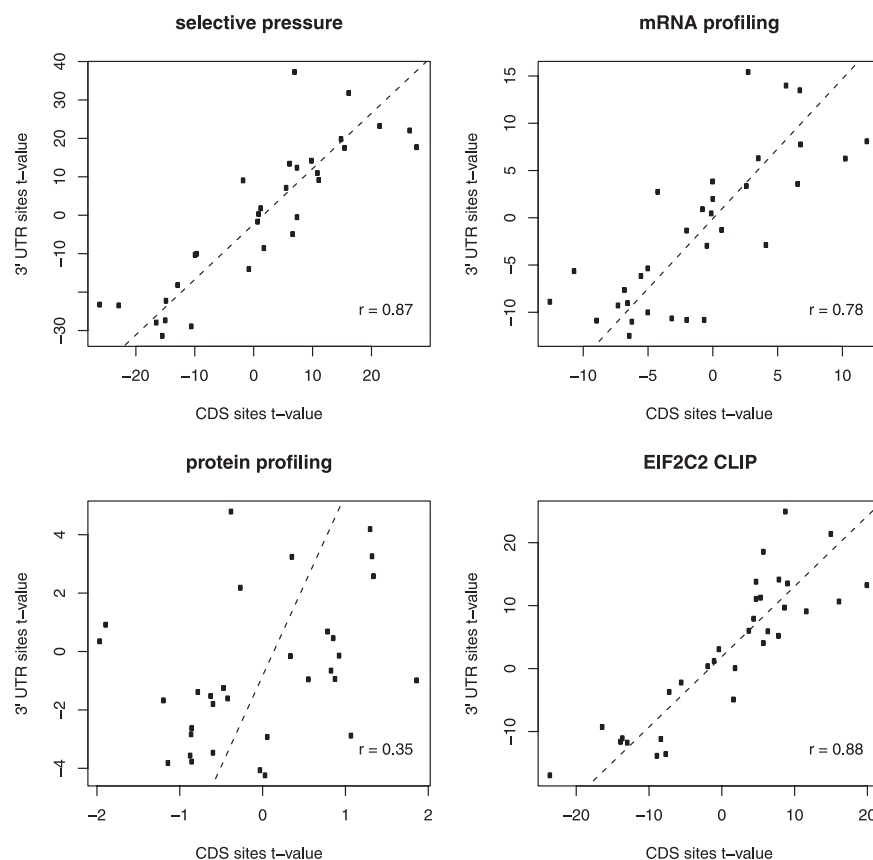 selective pressure
40
30
20
10
0
−10
−30
3' UTR sites t−value
r = 0.87
−20
−10
0
10
20
CDS sites t−value
mRNA profiling
15
10
5
0
−5
−10
3' UTR sites t−value
r = 0.78
−10
−5
0
5
10
CDS sites t−value
protein profiling
4
2
0
−2
−4
3' UTR sites t−value
r = 0.35
−2
−1
0
1
2
CDS sites t−value
EIF2C2 CLIP
20
10
0
−10
3' UTR sites t−value
r = 0.88
−20
−10
0
10
20
CDS sites t−value